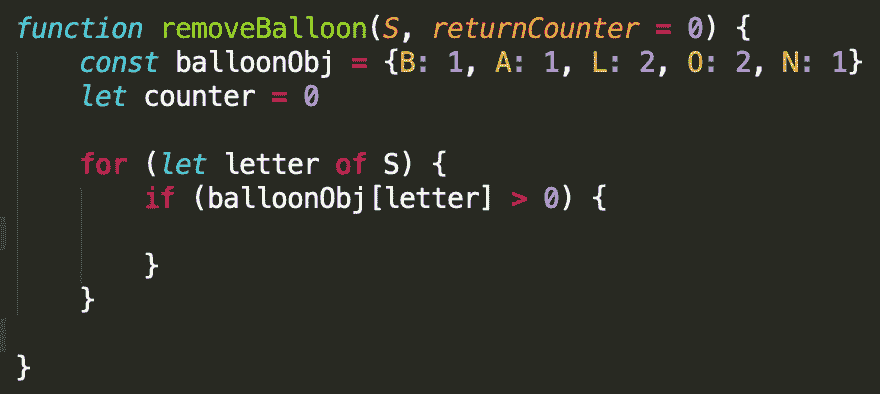 function removeBalloon(S, returnCounter = 0) {
    const balloonObj = {B: 1, A: 1, L: 2, O: 2, N: 1}
    let counter = 0

    for (let letter of S) {
        if (balloonObj[letter] > 0) {

        }
    }

}